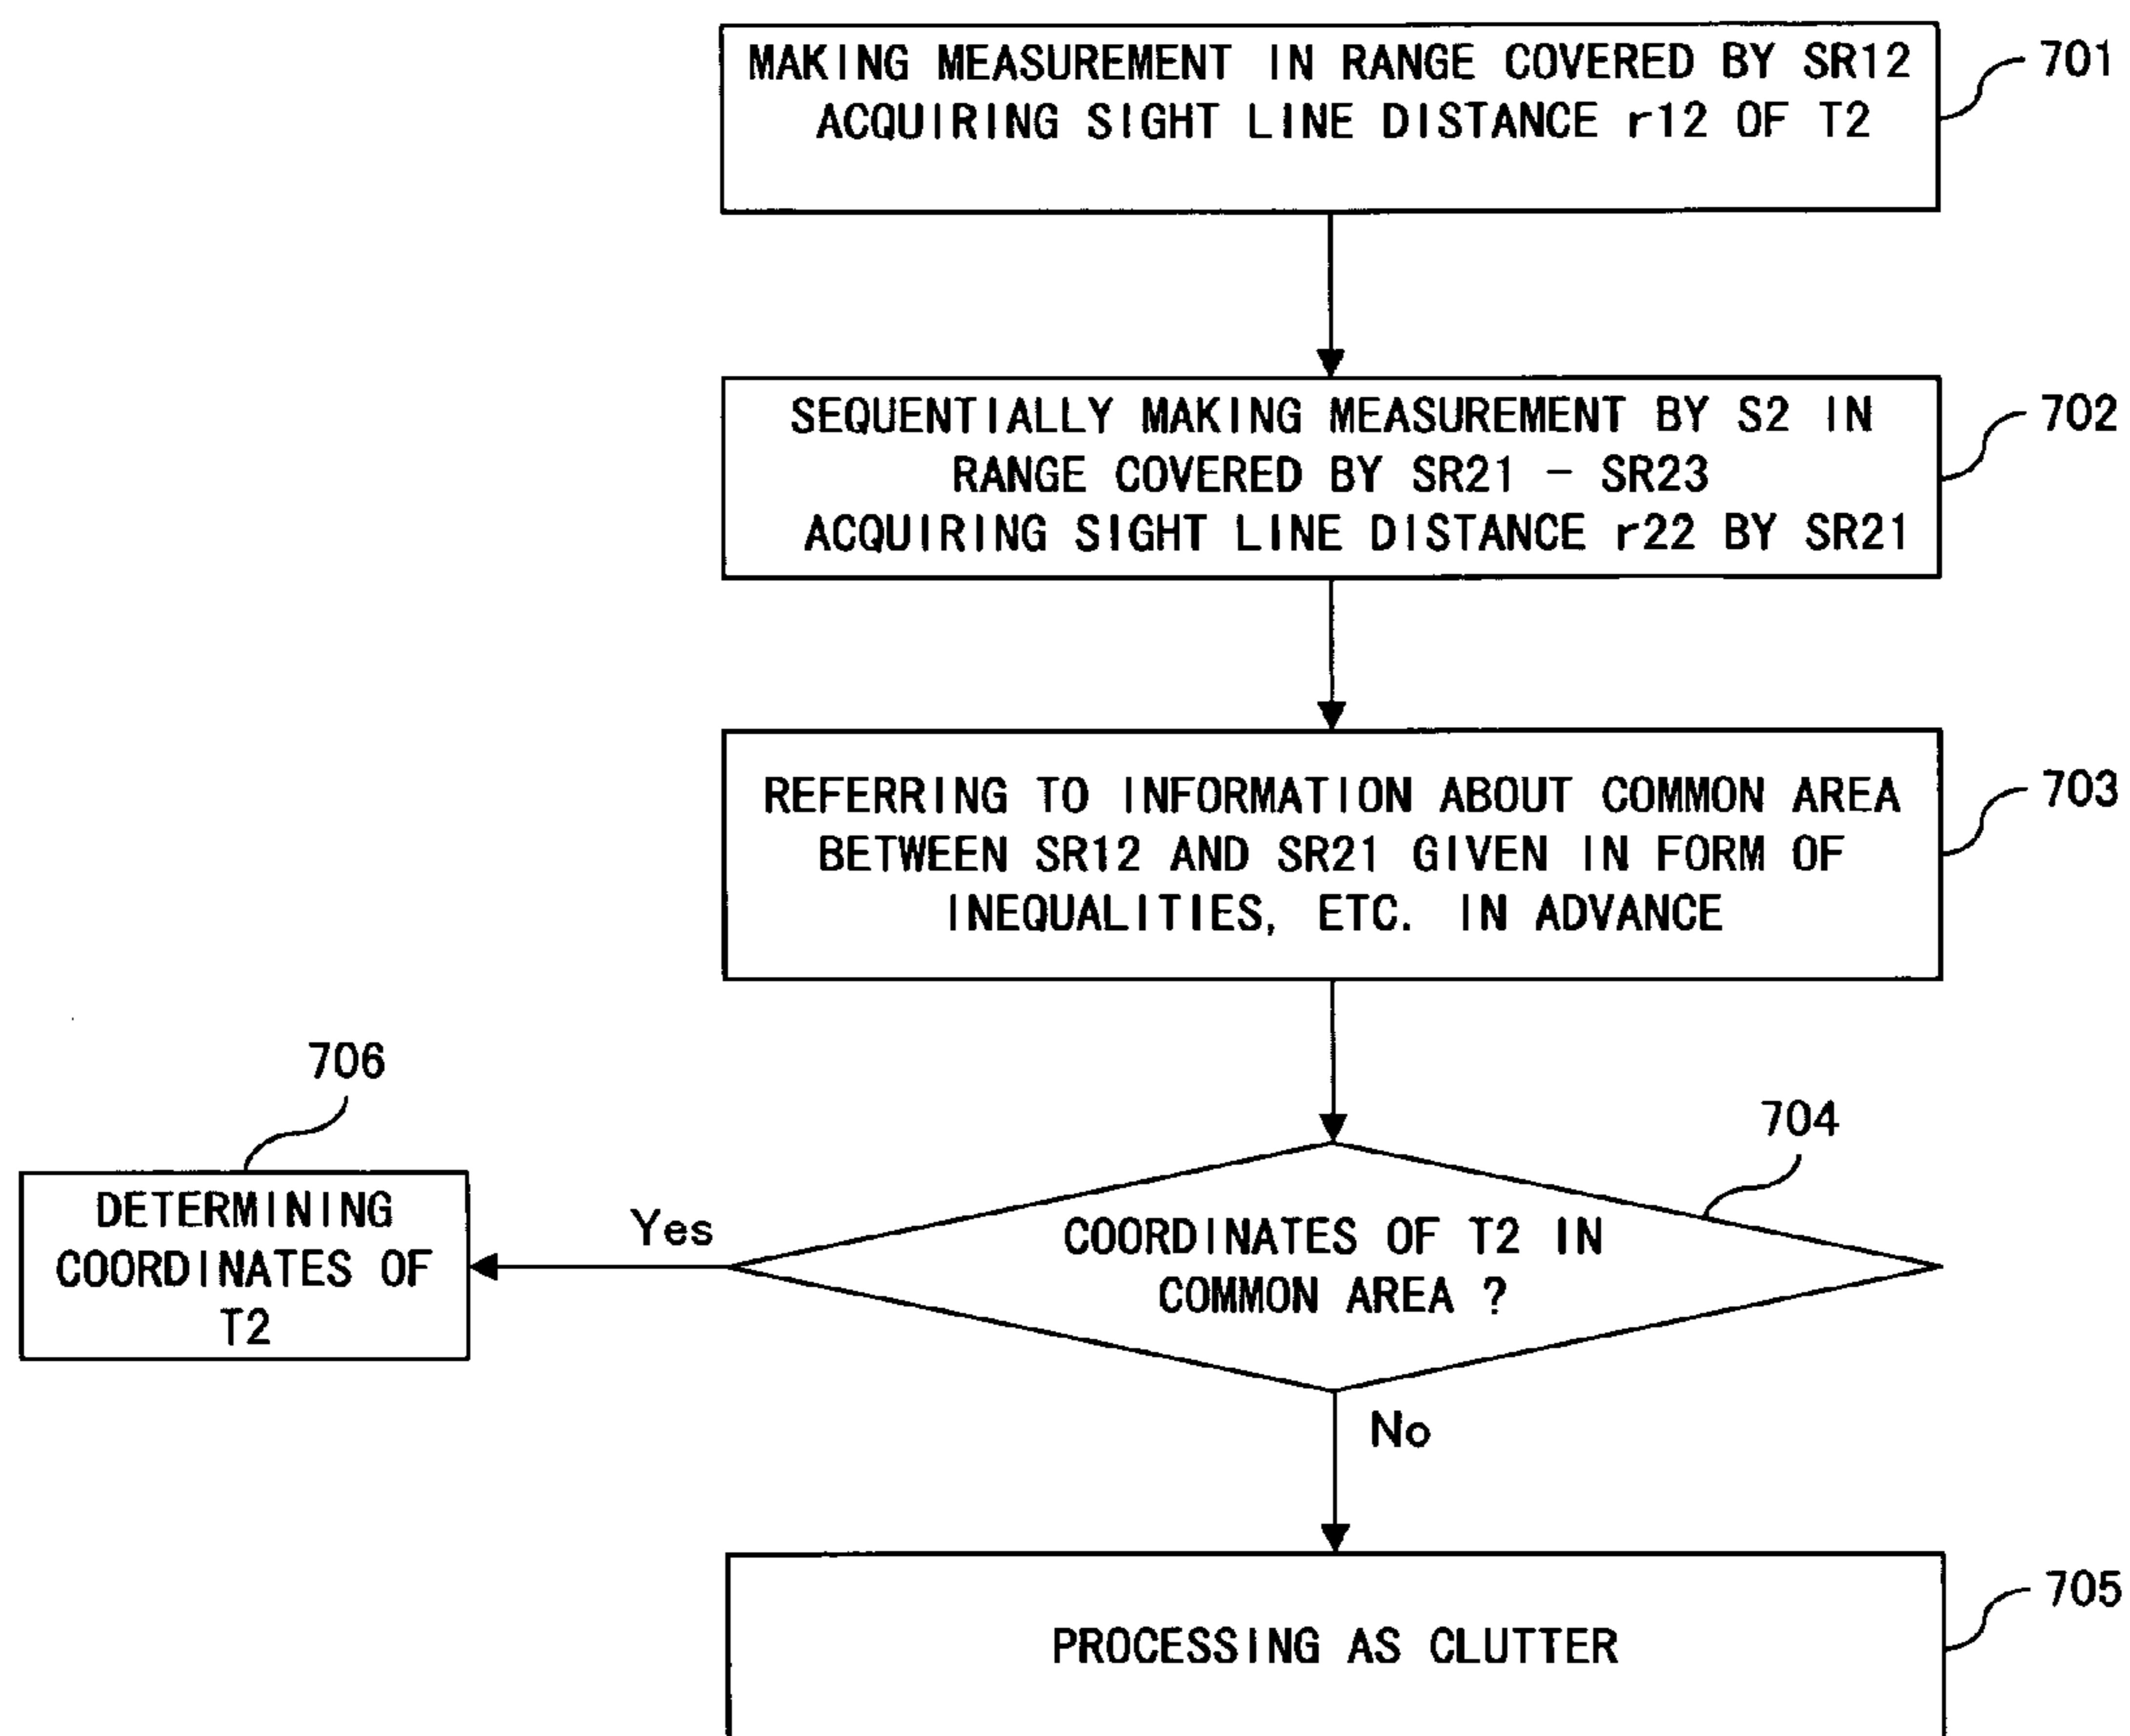 MAKING MEASUREMENT IN RANGE COVERED BY SR12
ACQUIRING SIGHT LINE DISTANCE r12 OF T2
701
SEQUENTIALLY MAKING MEASUREMENT BY S2 IN
RANGE COVERED BY SR21 - SR23
ACQUIRING SIGHT LINE DISTANCE r22 BY SR21
702
REFERRING TO INFORMATION ABOUT COMMON AREA
BETWEEN SR12 AND SR21 GIVEN IN FORM OF
INEQUALITIES, ETC. IN ADVANCE
703
704
COORDINATES OF T2 IN
COMMON AREA ?
Yes
706
DETERMINING
COORDINATES OF
T2
No
PROCESSING AS CLUTTER
705